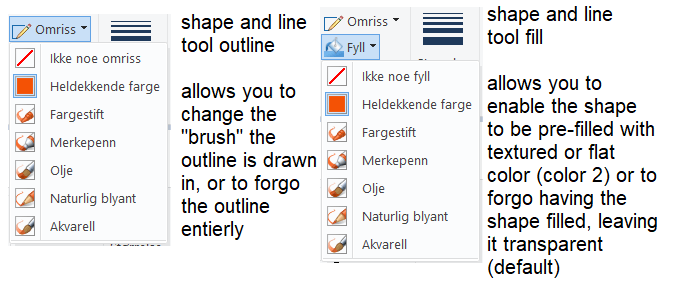 Omriss
Ikke noe omriss
Heldekkende farge
Fargestift
Merkepenn
Olje
Naturlig blyant
Akvarell
shape and line
tool outline
allows you to
change the
"brush" the
outline is drawn
in, or to forgo
the outline
entierly
Omriss
Fyll
Ikke noe fyll
Heldekkende farge
Fargestift
Merkepenn
Olje
Naturlig blyant
Akvarell
shape and line
tool fill
allows you to
enable the shape
to be pre-filled with
textured or flat
color (color 2) or to
forgo having the
shape filled, leaving
it transparent
(default)